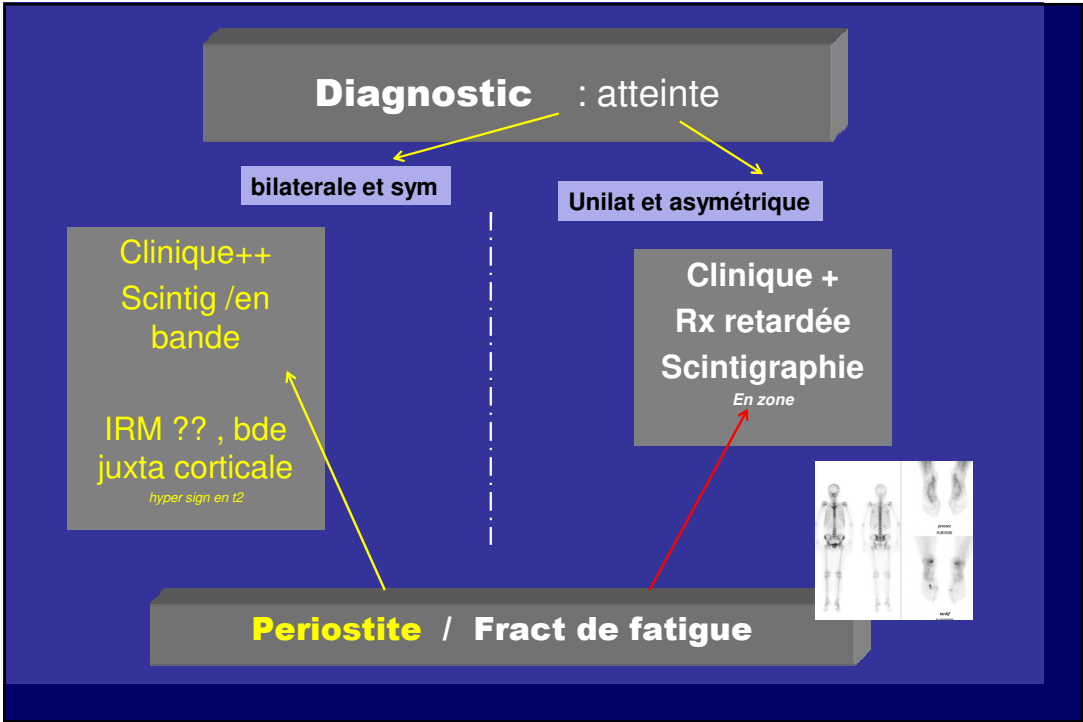 Diagnostic : atteinte
bilaterale et sym
Unilat et asymétrique
Clinique++
Scintig /en
bande
IRM ?? , bde
juxta corticale
hyper sign en t2
Clinique +
Rx retardée
Scintigraphie
En zone
Periostite / Fract de fatigue